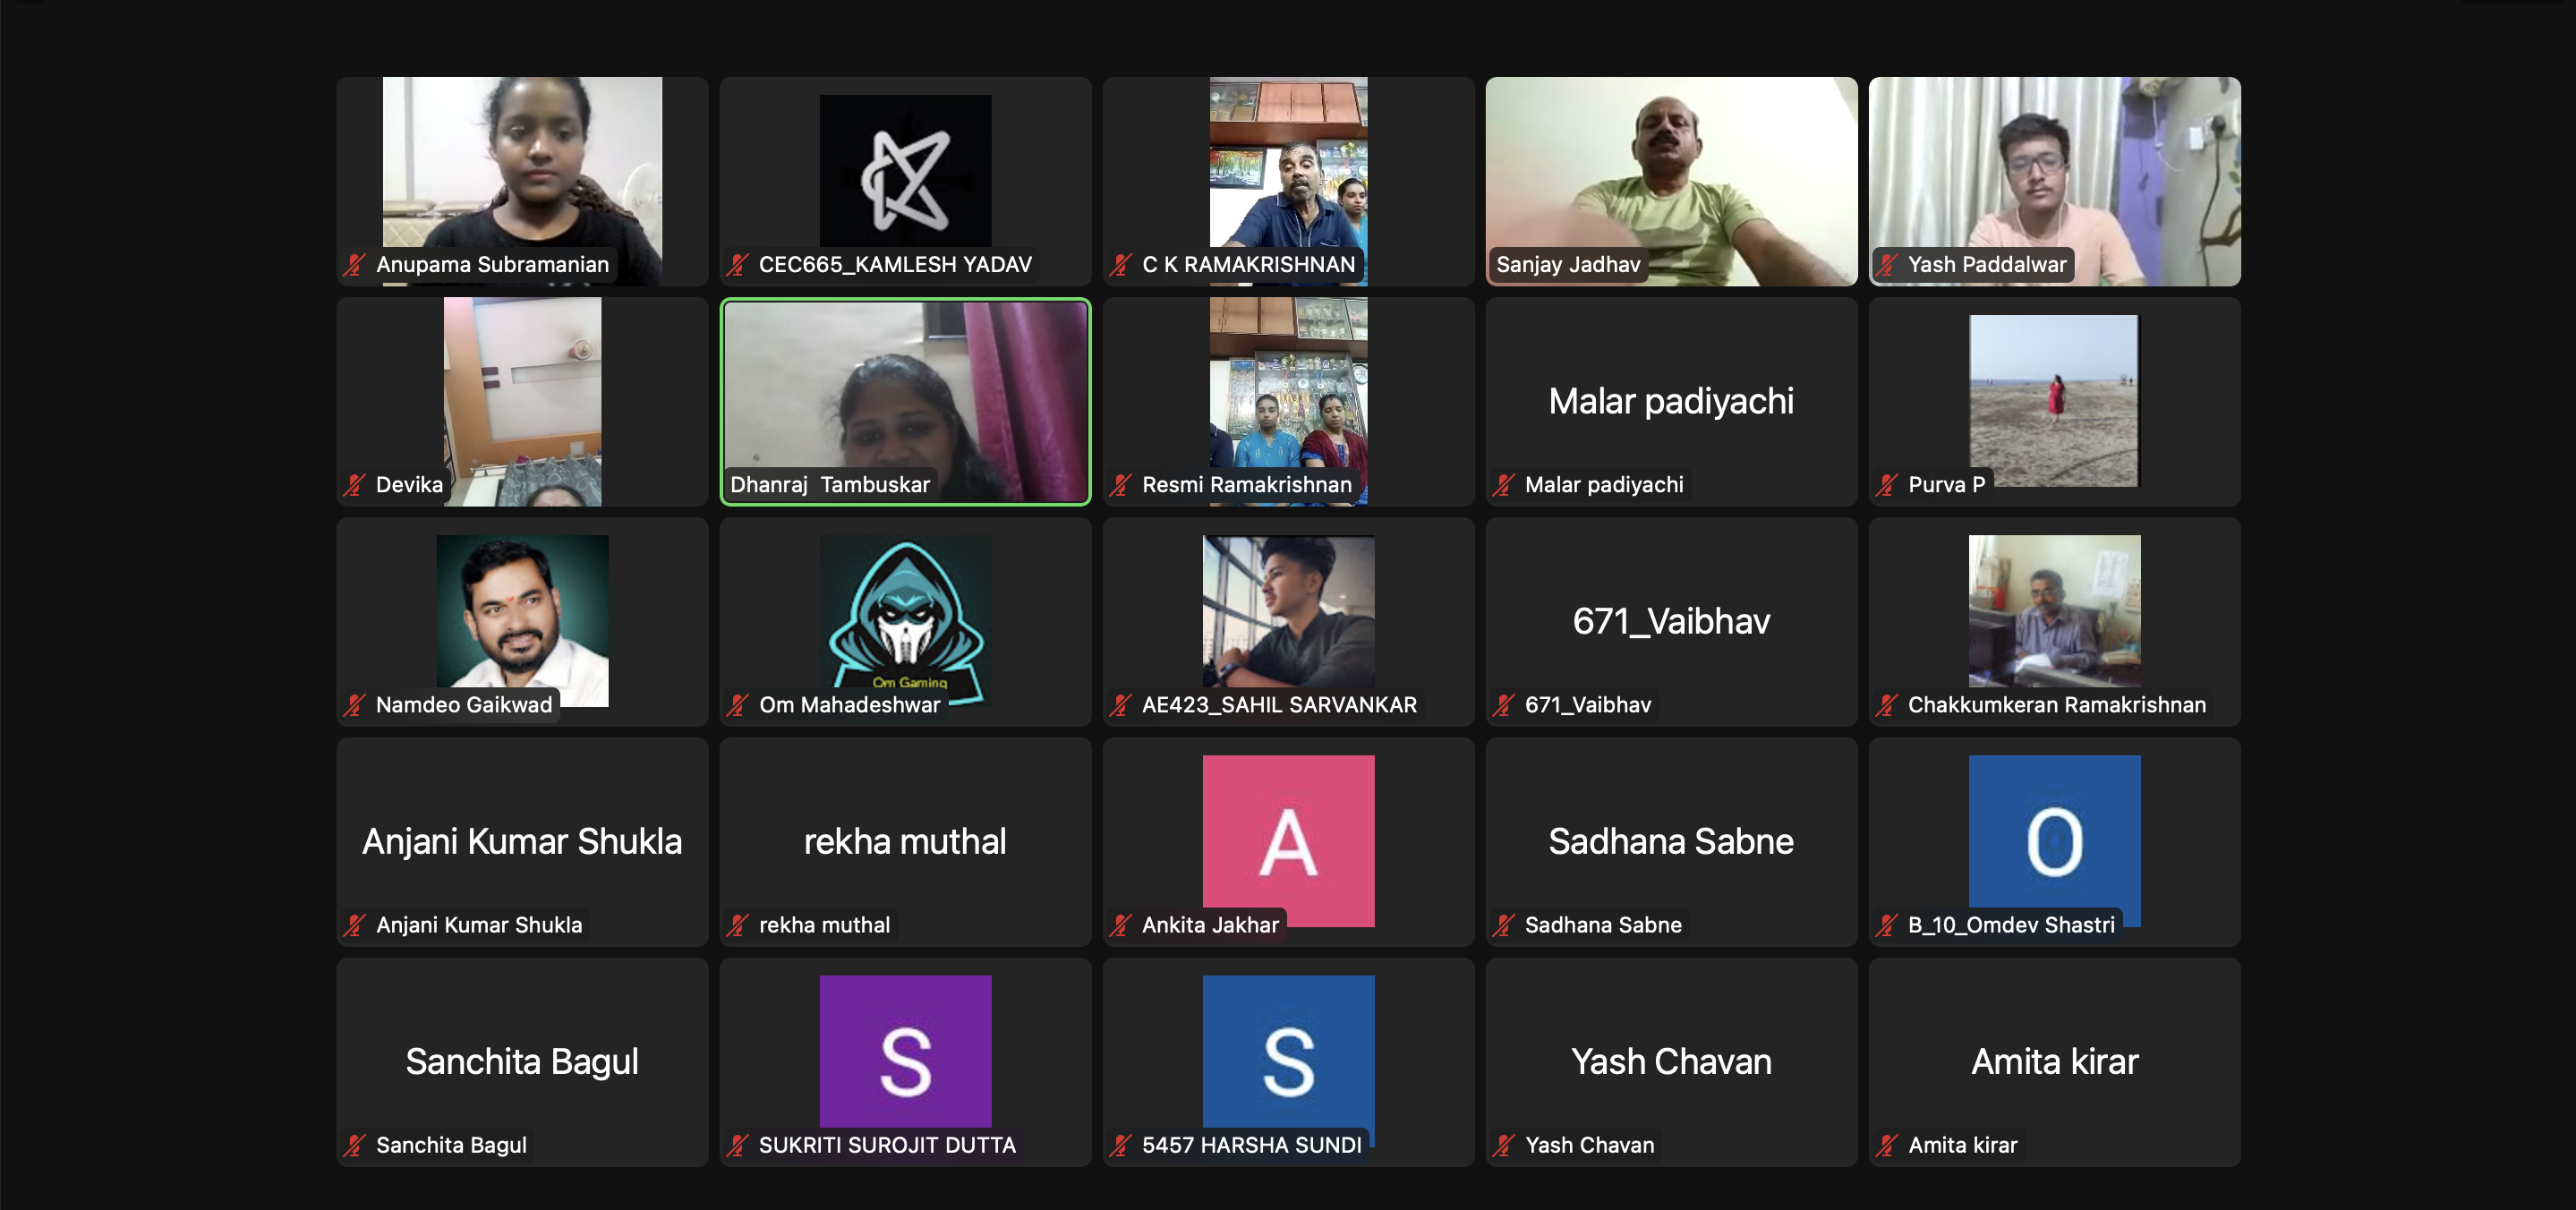 Anupama Subramanian
CEC665_KAMLESH YADAV
C K RAMAKRISHNAN
Sanjay Jadhav
Yash Paddalwar
Devika
Dhanraj  Tambuskar
Resmi Ramakrishnan
Malar padiyachi
Malar padiyachi
Purva P
Namdeo Gaikwad
Om Gaming
Om Mahadeshwar
AE423_SAHIL SARVANKAR
671_Vaibhav
671_Vaibhav
Chakkumkeran Ramakrishnan
Anjani Kumar Shukla
Anjani Kumar Shukla
rekha muthal
rekha muthal
A
Ankita Jakhar
Sadhana Sabne
Sadhana Sabne
O
B_10_Omdev Shastri
Sanchita Bagul
Sanchita Bagul
S
SUKRITI SUROJIT DUTTA
S
5457 HARSHA SUNDI
Yash Chavan
Yash Chavan
Amita kirar
Amita kirar